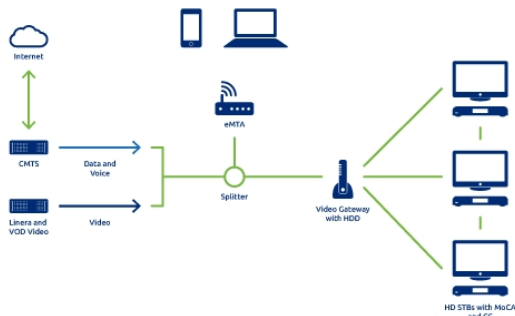 Internet
eMTA
CMTS
Data and
Voice
Splitter
Linera and
VOD Video
Video
Video Gateway
with HDD
HD STBs with MoCA